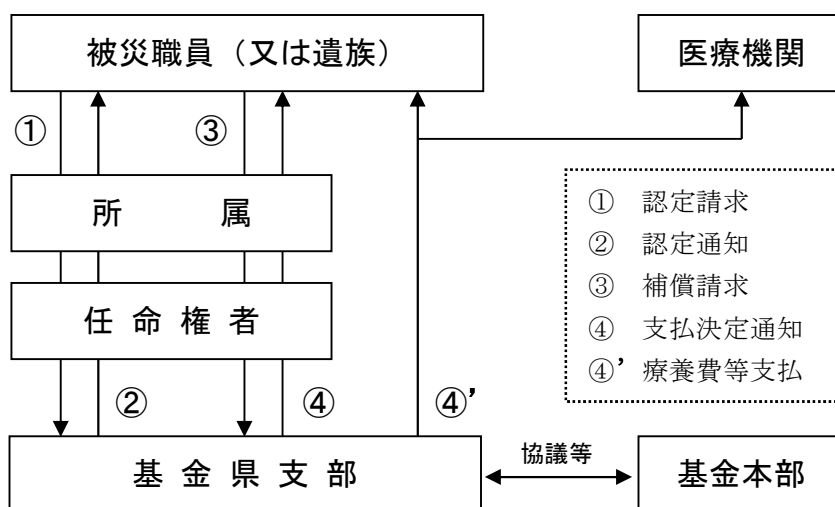 被災職員（又は遺族）
医療機関
①
③
所　　属
① 認定請求
② 認定通知
③ 補償請求
④ 支払決定通知
④’ 療養費等支払
任 命 権 者
②
④
④’
基 金 県 支 部
協議等
基金本部